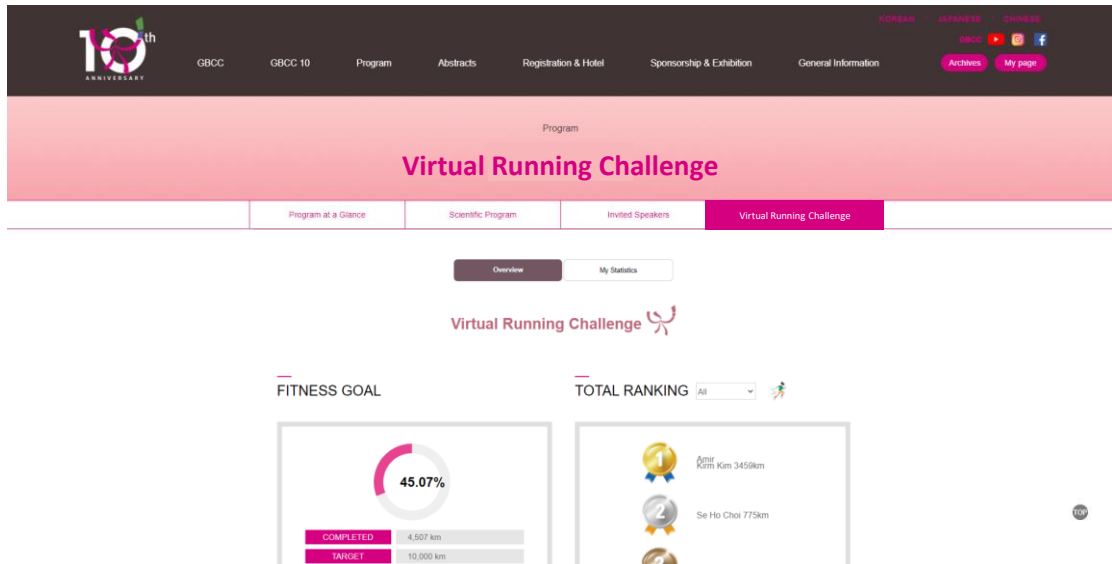 KOREAN JAPANESE CHINESE
10th
ANNIVERSARY
GBCC
GBCC GBCC 10 Program Abstracts Registration & Hotel Sponsorship & Exhibition General Information Archives My page
Program
Virtual Running Challenge
Program at a Glance Scientific Program Invited Speakers Virtual Running Challenge
Overview My Statistics
Virtual Running Challenge
FITNESS GOAL
45.07%
COMPLETED 4,507 km
TARGET 10,000 km
TOTAL RANKING All
1 Amir
Kirm Kim 3459km
2 Se Ho Choi 775km
TOP